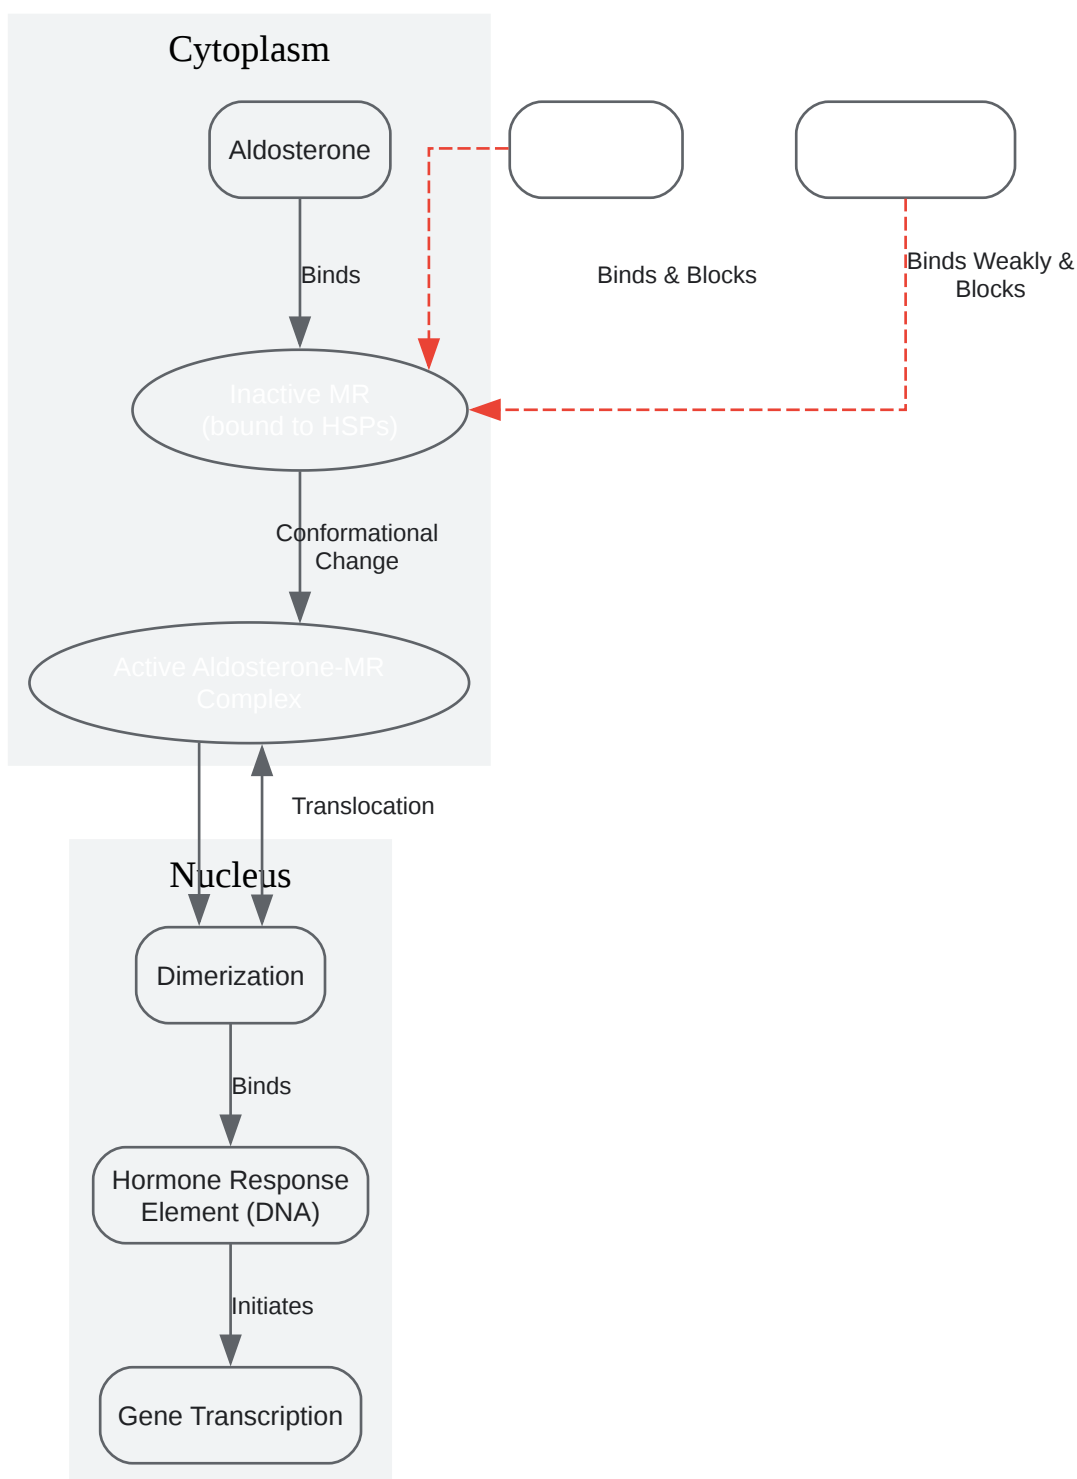 Cytoplasm
Aldosterone
Binds
Binds & Blocks
Binds Weakly &
Blocks
Inactive MR
(bound to HSPs)
Conformational
Change
Active Aldosterone-MR
Complex
Translocation
Nucleus
Dimerization
Binds
Hormone Response
Element (DNA)
Initiates
Gene Transcription